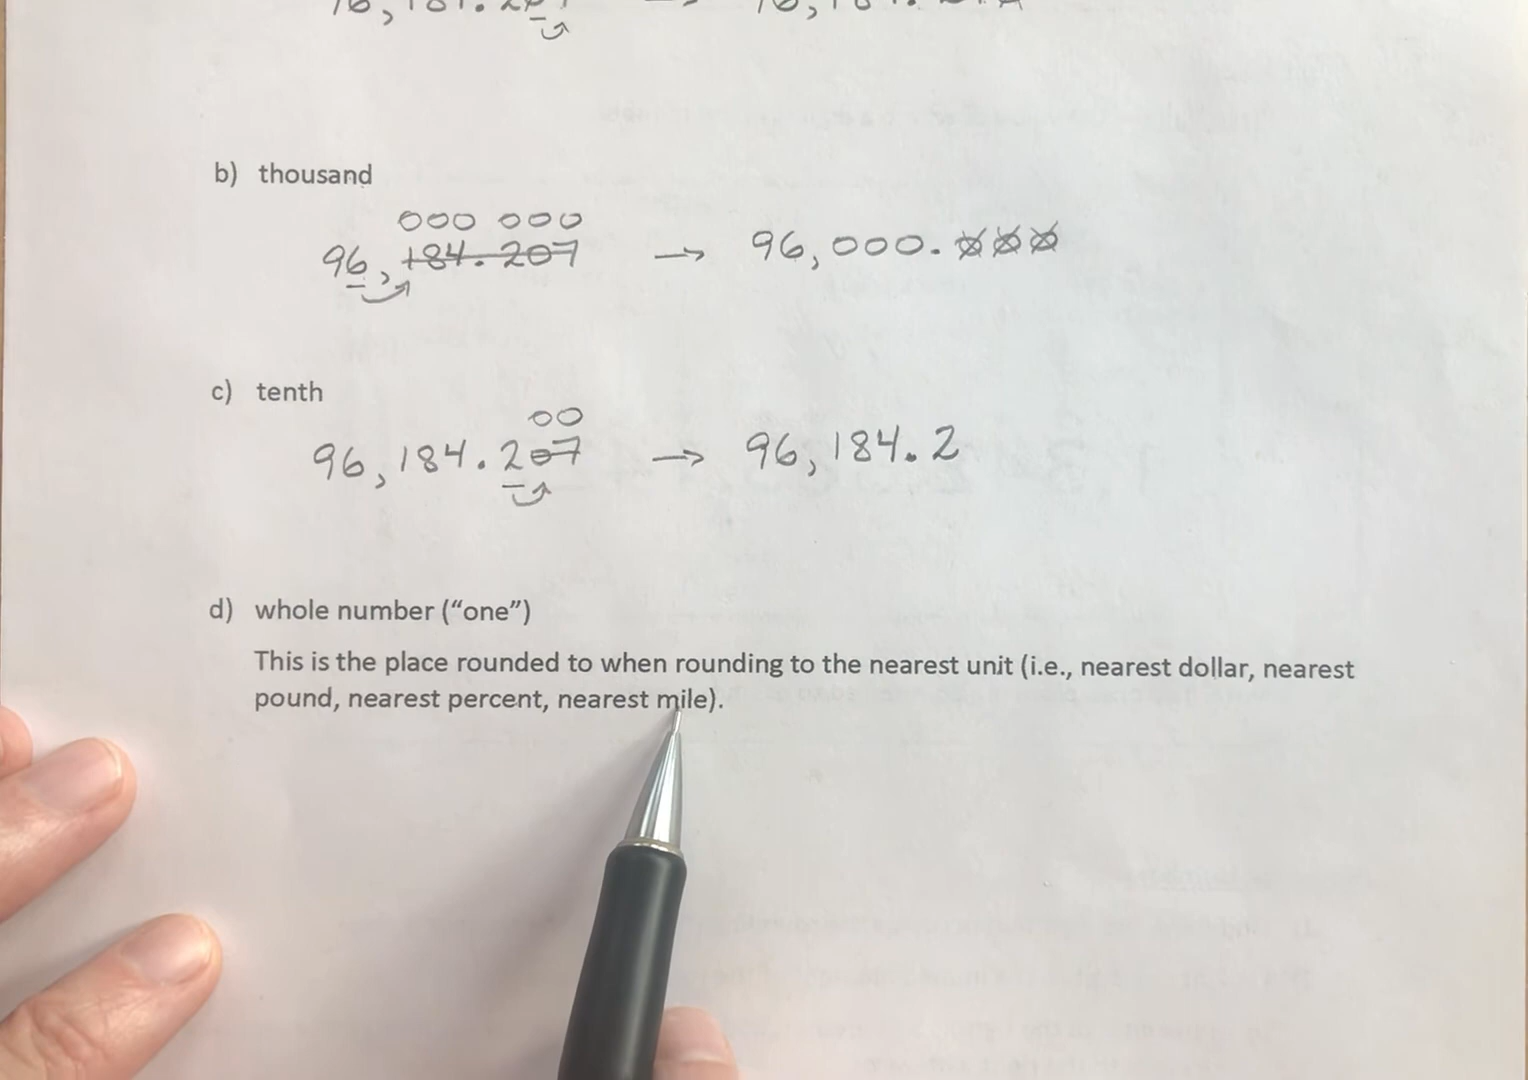 b) thousand
000 000
96,184.207 → 96,000.000
c) tenth
00
96,184.207 → 96,184.2
d) whole number (“one”)
This is the place rounded to when rounding to the nearest unit (i.e., nearest dollar, nearest
pound, nearest percent, nearest mile).